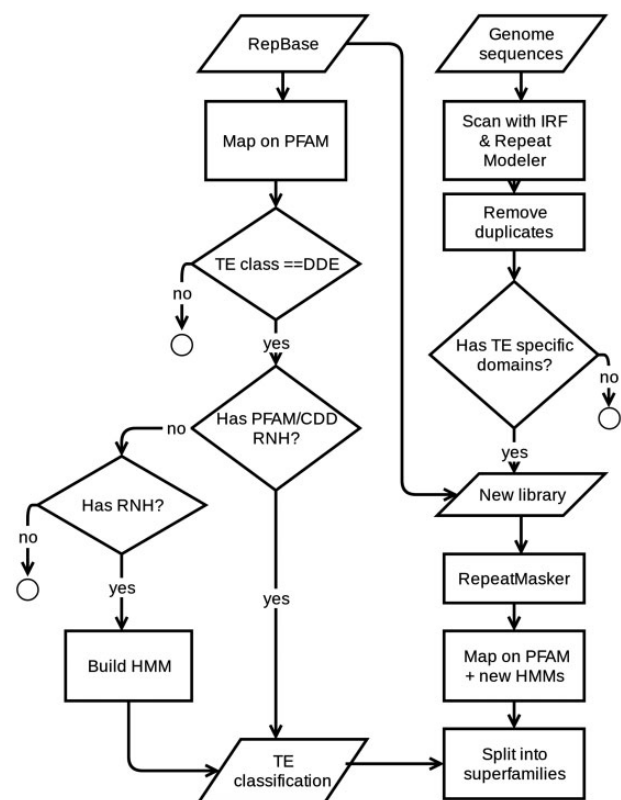 RepBase
Genome
sequences
Map on PFAM
Scan with IRF
& Repeat
Modeler
Remove
duplicates
TE class ==DDE
no
yes
Has TE specific
domains?
no
yes
Has PFAM/CDD
RNH?
no
yes
Has RNH?
no
yes
New library
RepeatMasker
Build HMM
Map on PFAM
+ new HMMs
TE
classification
Split into
superfamilies